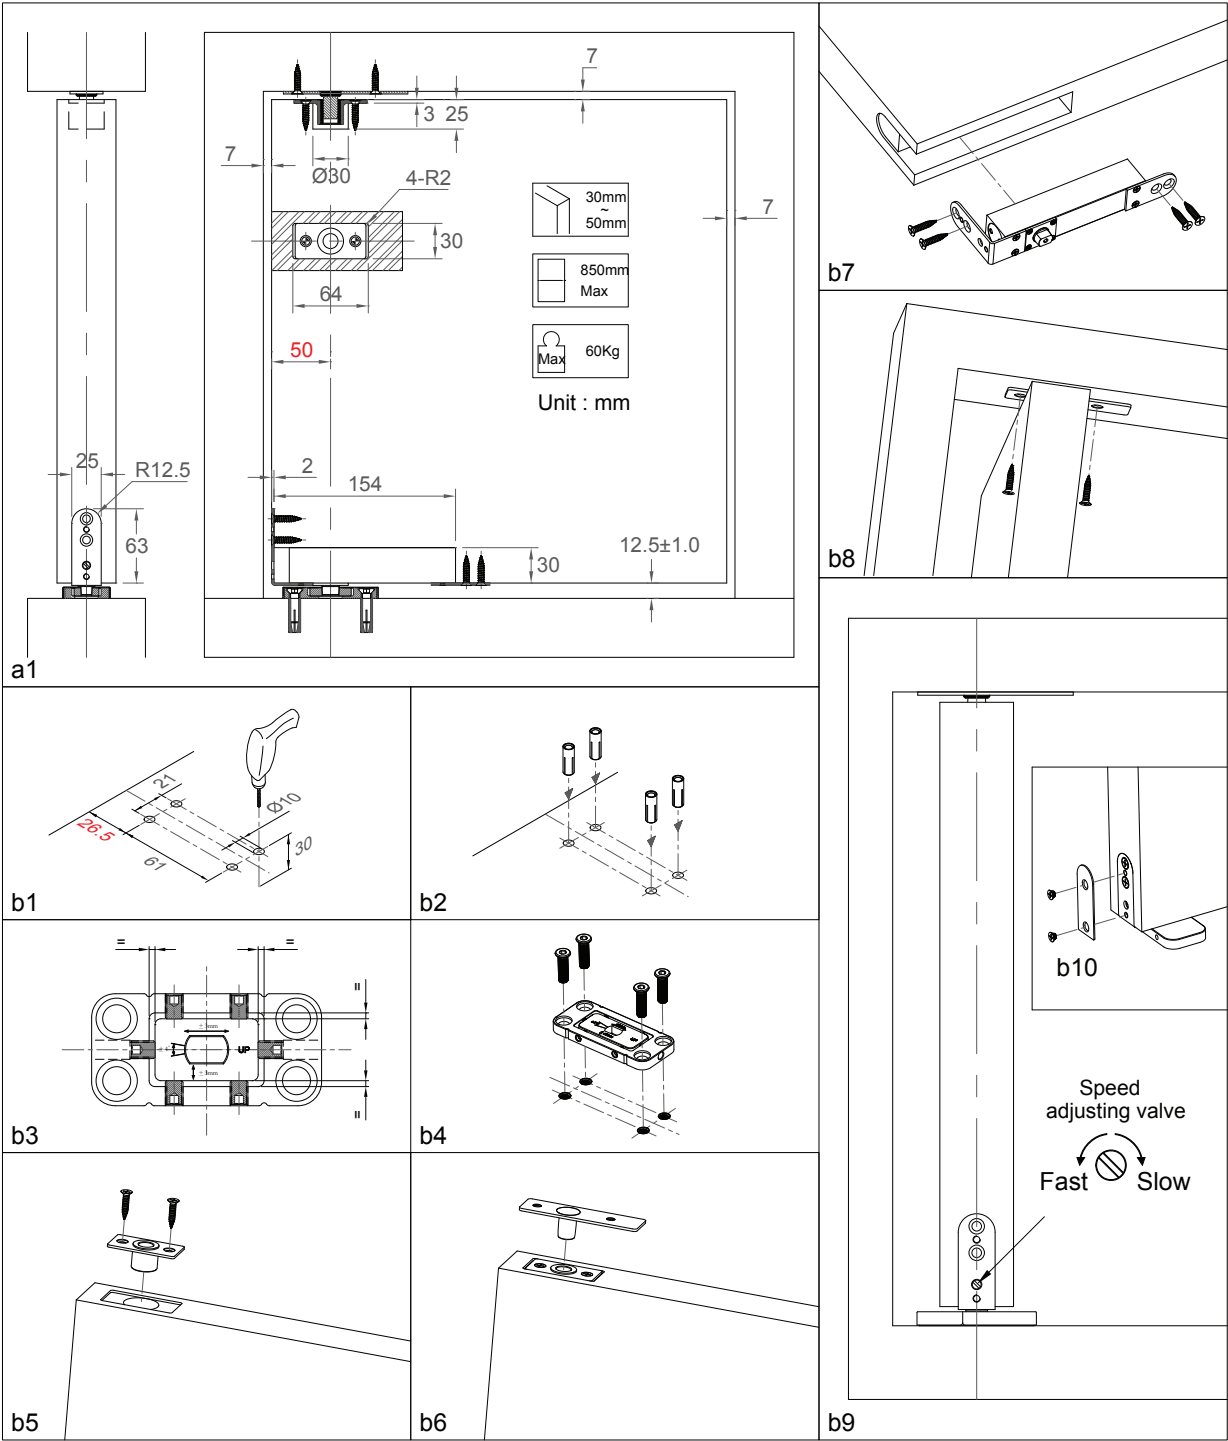 7
3 25
7
Ø30
4-R2
30mm
~
50mm
7
30
850mm
Max
64
Max
60Kg
50
Unit : mm
25
R12.5
2
154
63
30
12.5±1.0
a1
21
Ø10
26.5
61
30
b1
b2
=
=
=
±3mm
UP
±3mm
=
b3
b4
b5
b6
b7
b8
b10
Speed
adjusting valve
Fast
Slow
b9